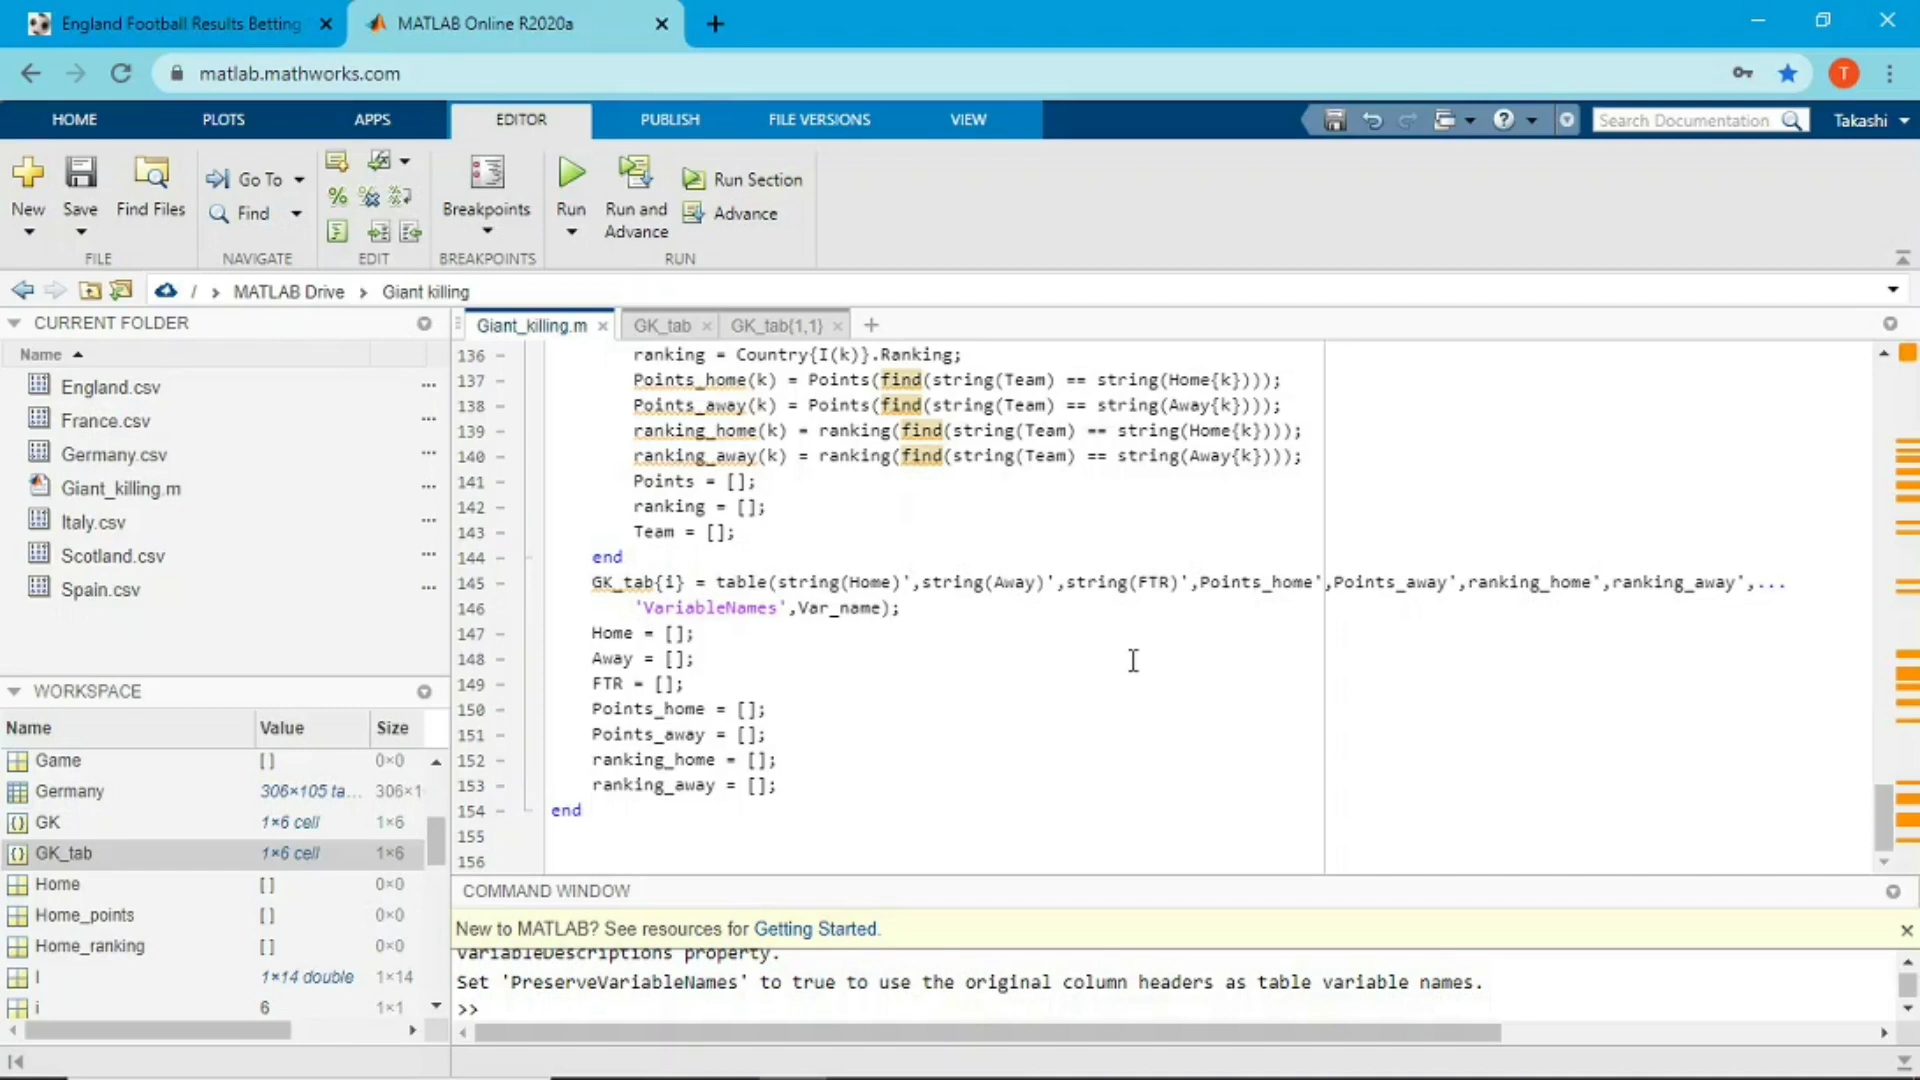 England Football Results Betting
MATLAB Online R2020a
matlab.mathworks.com
T
HOME
PLOTS
APPS
EDITOR
PUBLISH
FILE VERSIONS
VIEW
Search Documentation
Takashi
New
Save
Find Files
Go To
Find
Breakpoints
Run
Run and
Advance
Run Section
Advance
FILE
NAVIGATE
EDIT
BREAKPOINTS
RUN
/ > MATLAB Drive > Giant killing
CURRENT FOLDER
Name
England.csv
France.csv
Germany.csv
Giant_killing.m
Italy.csv
Scotland.csv
Spain.csv
WORKSPACE
Name Value Size
Game [ ] 0×0
Germany 306×105 ta... 306×1
GK 1×6 cell 1×6
GK_tab 1×6 cell 1×6
Home [ ] 0×0
Home_points [ ] 0×0
Home_ranking [ ] 0×0
I 1×14 double 1×14
i 6 1×1
Giant_killing.m
GK_tab
GK_tab{1,1}
136 ranking = Country{I(k)}.Ranking;
137 Points_home(k) = Points(find(string(Team) == string(Home{k})));
138 Points_away(k) = Points(find(string(Team) == string(Away{k})));
139 ranking_home(k) = ranking(find(string(Team) == string(Home{k})));
140 ranking_away(k) = ranking(find(string(Team) == string(Away{k})));
141 Points = [];
142 ranking = [];
143 Team = [];
144 end
145 GK_tab{i} = table(string(Home)',string(Away)',string(FTR)',Points_home',Points_away',ranking_home',ranking_away',...
146 'VariableNames',Var_name);
147 Home = [];
148 Away = [];
149 FTR = [];
150 Points_home = [];
151 Points_away = [];
152 ranking_home = [];
153 ranking_away = [];
154 end
155
156
COMMAND WINDOW
New to MATLAB? See resources for Getting Started.
VariableDescriptions property.
Set 'PreserveVariableNames' to true to use the original column headers as table variable names.
>>